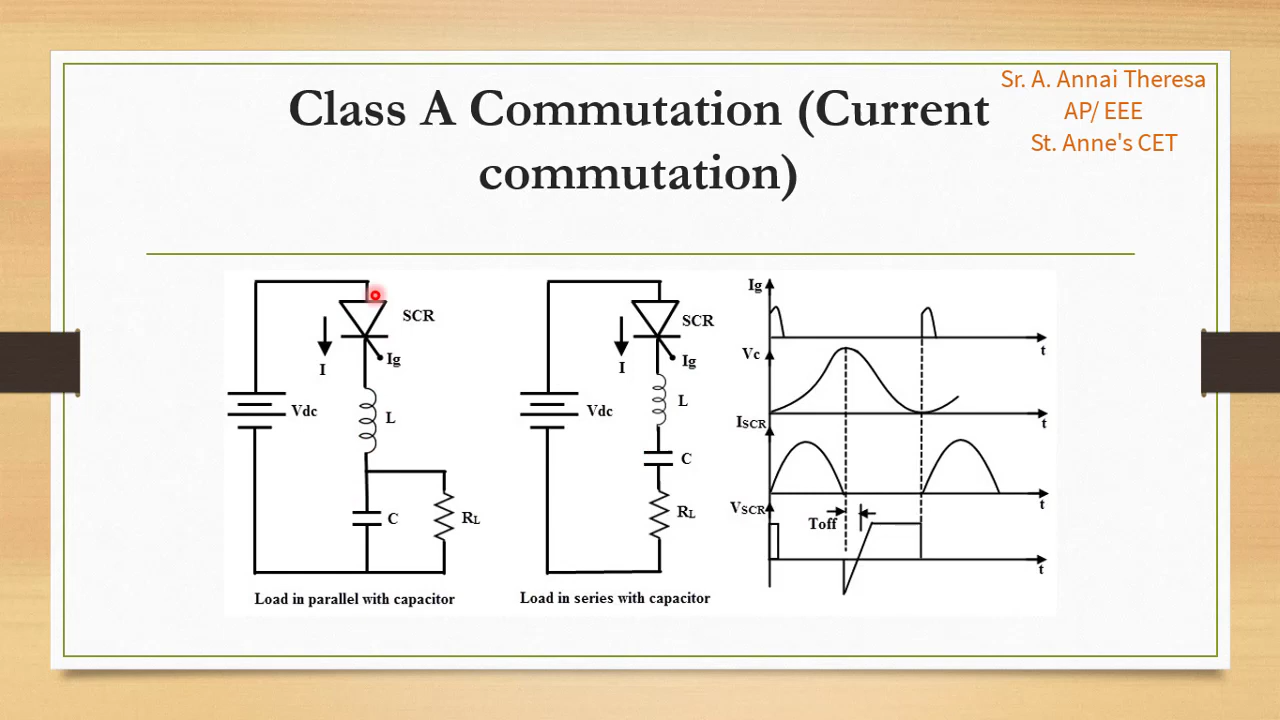 Class A Commutation (Current
commutation)
Sr. A. Annai Theresa
AP/ EEE
St. Anne's CET
SCR
Ig
I
Vdc
L
C
RL
Load in parallel with capacitor
SCR
Ig
I
Vdc
L
C
RL
Load in series with capacitor
Ig
t
Vc
t
ISCR
t
VSCR
Toff
t